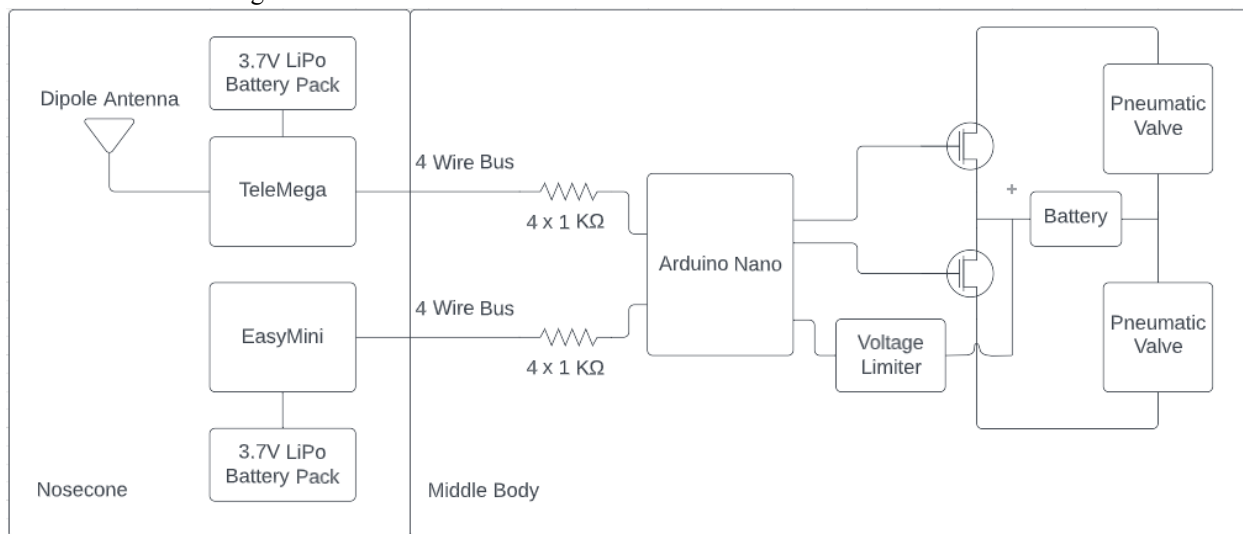 3.7V LiPo
Battery Pack
Dipole Antenna
TeleMega
EasyMini
3.7V LiPo
Battery Pack
Nosecone
4 Wire Bus
4 x 1 KΩ
4 Wire Bus
4 x 1 KΩ
Arduino Nano
Voltage
Limiter
+
Battery
Pneumatic
Valve
Pneumatic
Valve
Middle Body